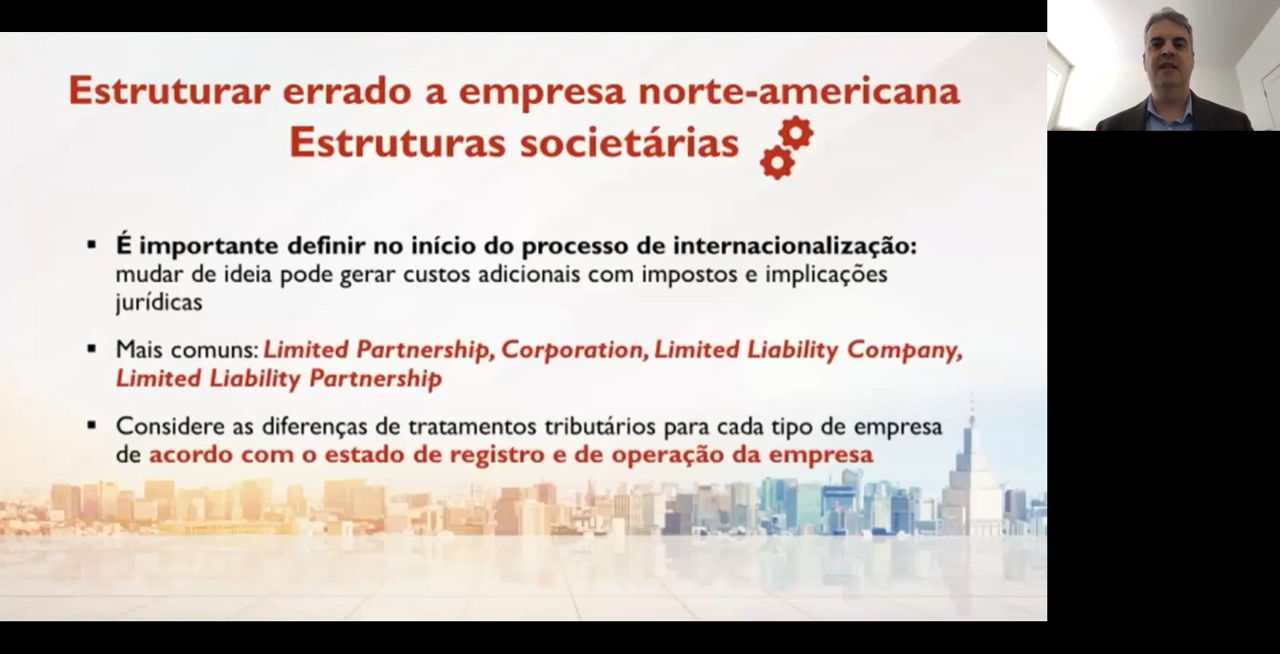 Estruturar errado a empresa norte-americana
Estruturas societárias
É importante definir no início do processo de internacionalização:
mudar de ideia pode gerar custos adicionais com impostos e implicações
jurídicas
Mais comuns: Limited Partnership, Corporation, Limited Liability Company,
Limited Liability Partnership
Considere as diferenças de tratamentos tributários para cada tipo de empresa
de acordo com o estado de registro e de operação da empresa